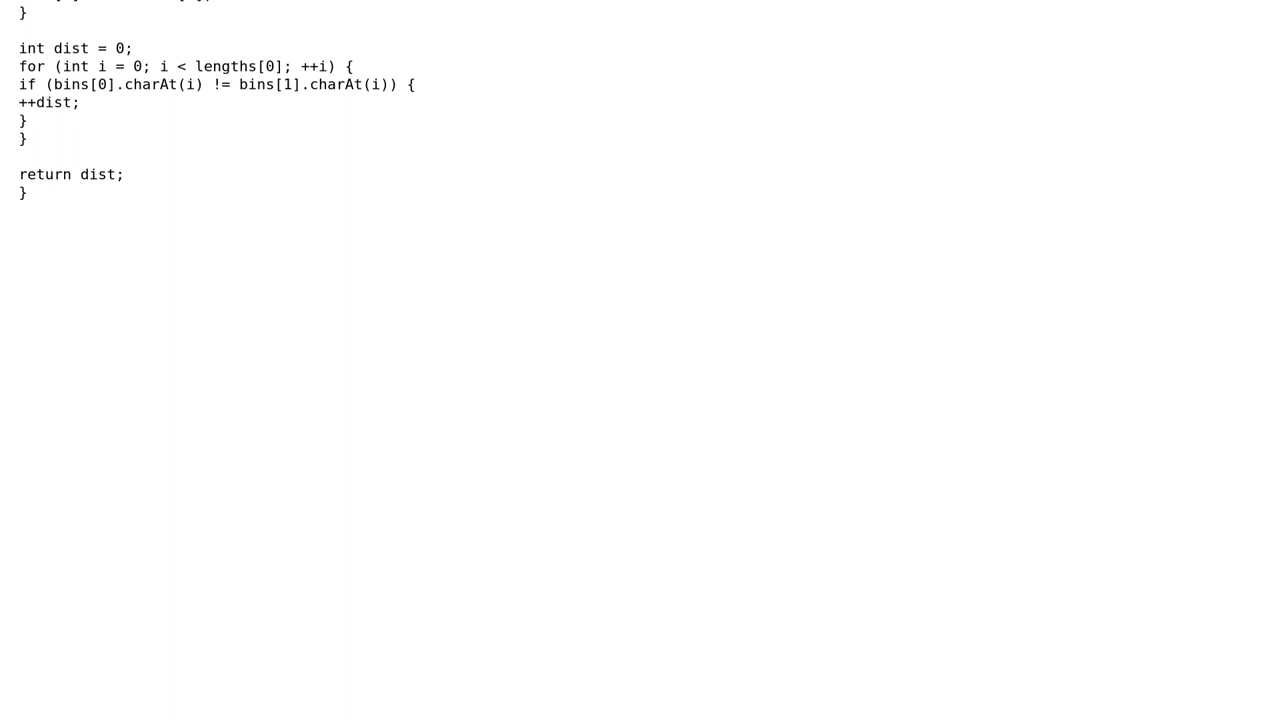 }
int dist = 0;
for (int i = 0; i < lengths[0]; ++i) {
if (bins[0].charAt(i) != bins[1].charAt(i)) {
++dist;
}
}
return dist;
}